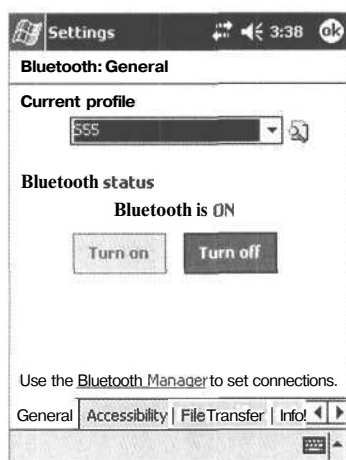 Settings 3:38 ok
Bluetooth: General
Current profile
555
Bluetooth status
Bluetooth is ON
Turn on Turn off
Use the Bluetooth Manager to set connections.
General Accessibility File Transfer Info!